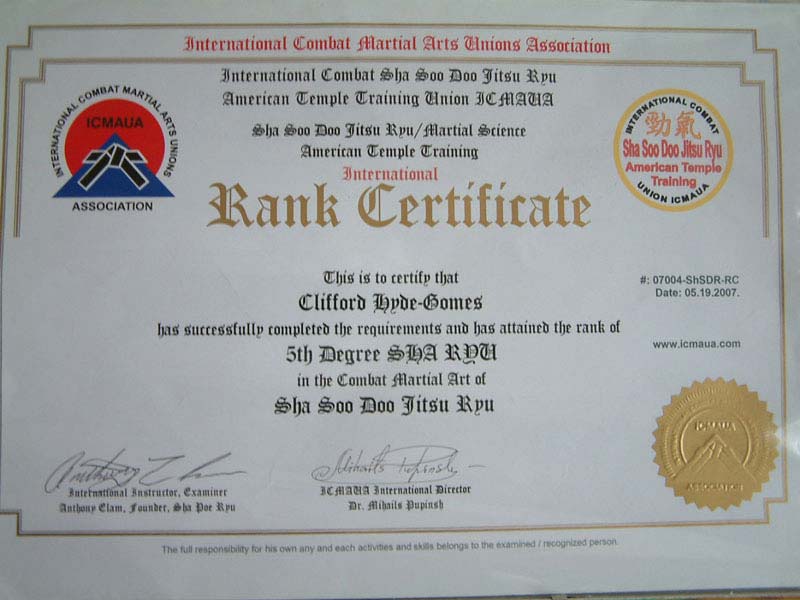 International Combat Martial Arts Unions Association
International Combat Sha Soo Doo Jitsu Ryu
American Temple Training Union ICMAUA
Sha Soo Doo Jitsu Ryu/Martial Science
American Temple Training
International
Rank Certificate
INTERNATIONAL COMBAT MARTIAL ARTS UNIONS
ICMAUA
ASSOCIATION
INTERNATIONAL COMBAT
勁氣
Sha Soo Doo Jitsu Ryu
American Temple
Training
UNION ICMAUA
This is to certify that
Clifford Hyde-Gomes
has successfully completed the requirements and has attained the rank of
5th Degree SHA RYU
in the Combat Martial Art of
Sha Soo Doo Jitsu Ryu
#: 07004-ShSDR-RC
Date: 05.19.2007.
www.icmaua.com
ICMAUA
ASSOCIATION
Mihails Pupinsh
International Instructor, Examiner
Anthony Elam, Founder, Sha Poe Ryu
ICMAUA International Director
Dr. Mihails Pupinsh
The full responsibility for his own any and each activities and skills belongs to the examined / recognized person.